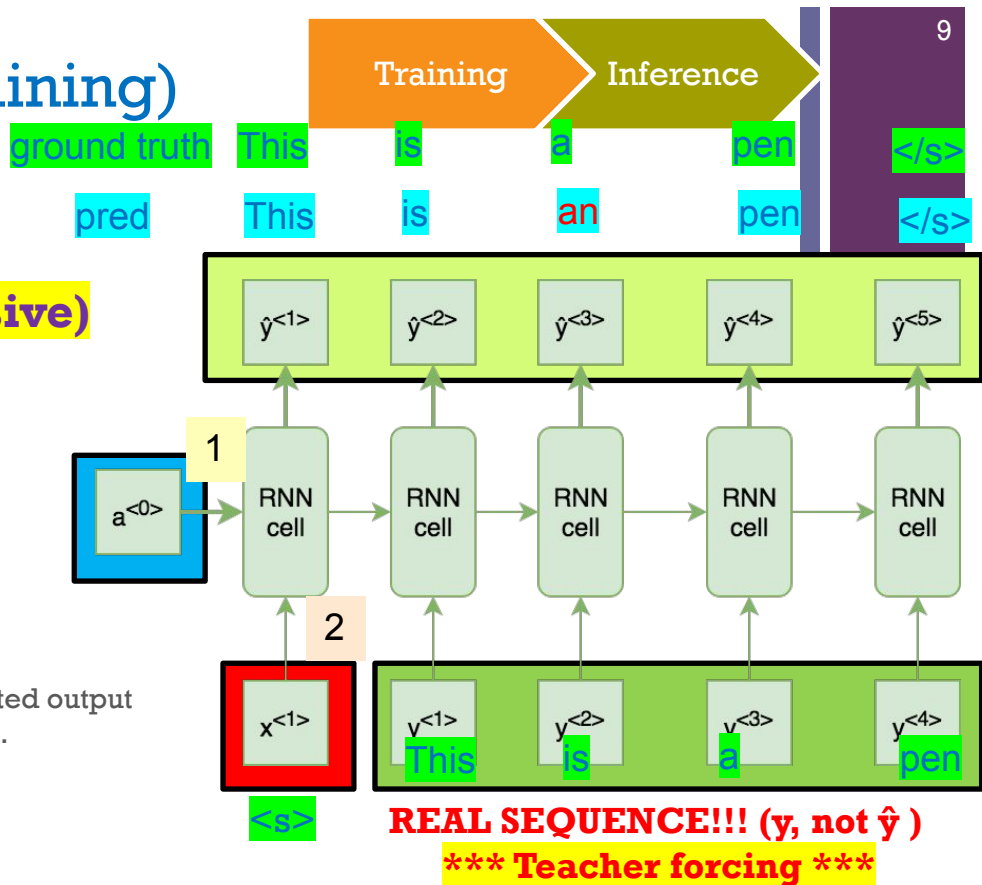 9
Training Inference
ining)
ground truth This is a pen </s>
pred This is an pen </s>
sive)
ŷ<1> ŷ<2> ŷ<3> ŷ<4> ŷ<5>
1
a<0> RNN cell RNN cell RNN cell RNN cell RNN cell
2
ted output
.
x<1> y<1> y<2> y<3> y<4>
This is a pen
<s>
REAL SEQUENCE!!! (y, not ŷ )
*** Teacher forcing ***